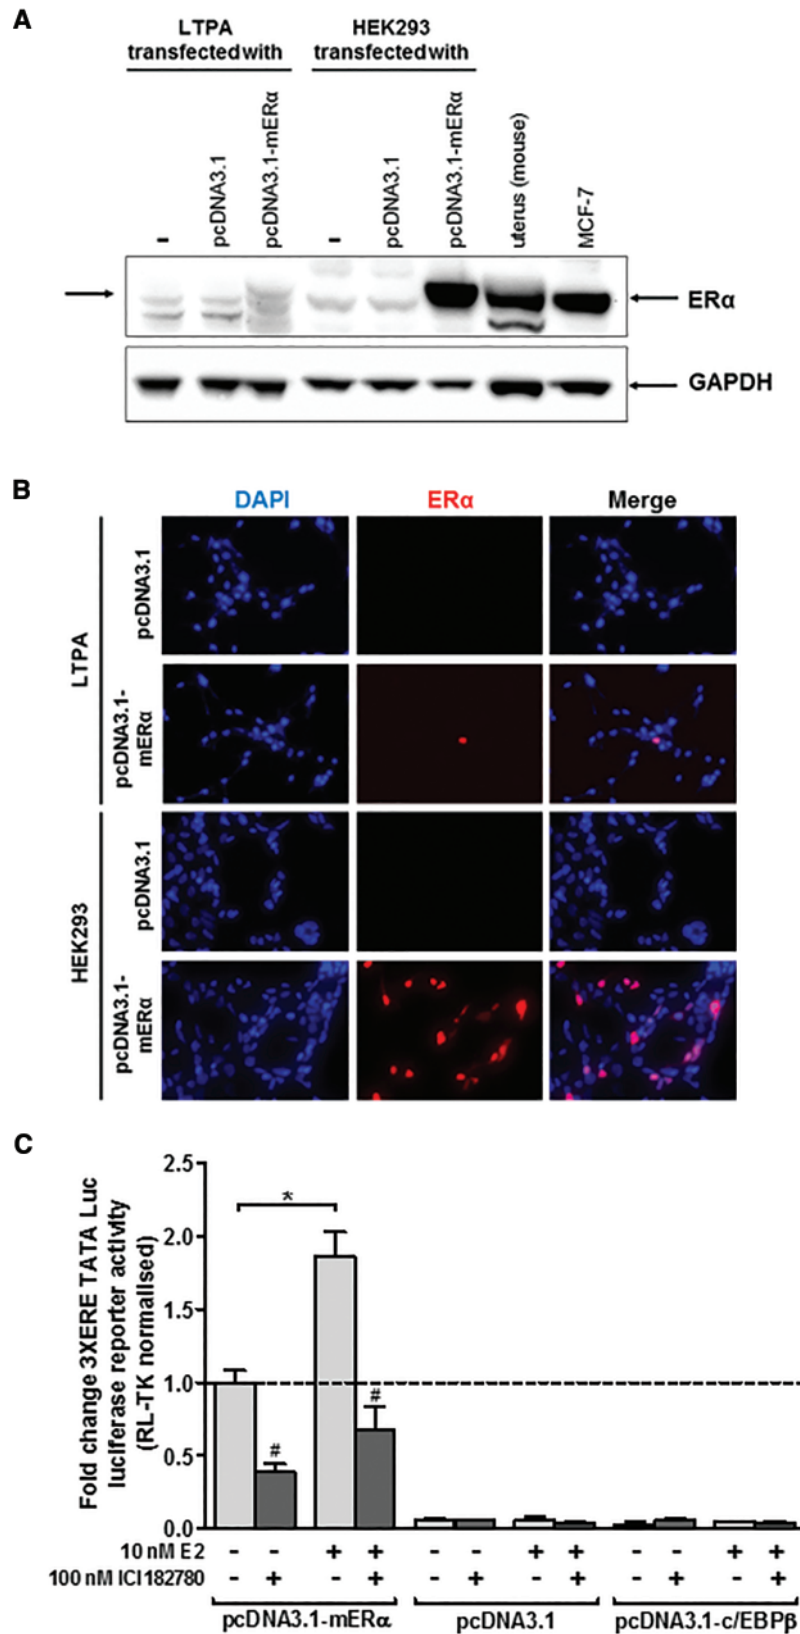 A
LTPA
transfected with
HEK293
transfected with
-
pcDNA3.1
pcDNA3.1-mERα
-
pcDNA3.1
pcDNA3.1-mERα
uterus (mouse)
MCF-7
ERα
GAPDH
B
DAPI
ERα
Merge
LTPA
pcDNA3.1
pcDNA3.1-
mERα
HEK293
pcDNA3.1
pcDNA3.1-
mERα
C
Fold change 3XERE TATA Luc
luciferase reporter activity
(RL-TK normalised)
2.5
2.0
1.5
1.0
0.5
0.0
*
#
#
10 nM E2 - - + + - - + + - - + +
100 nM ICI 182780 - + - + - + - + - + - +
pcDNA3.1-mERα pcDNA3.1 pcDNA3.1-c/EBPβ